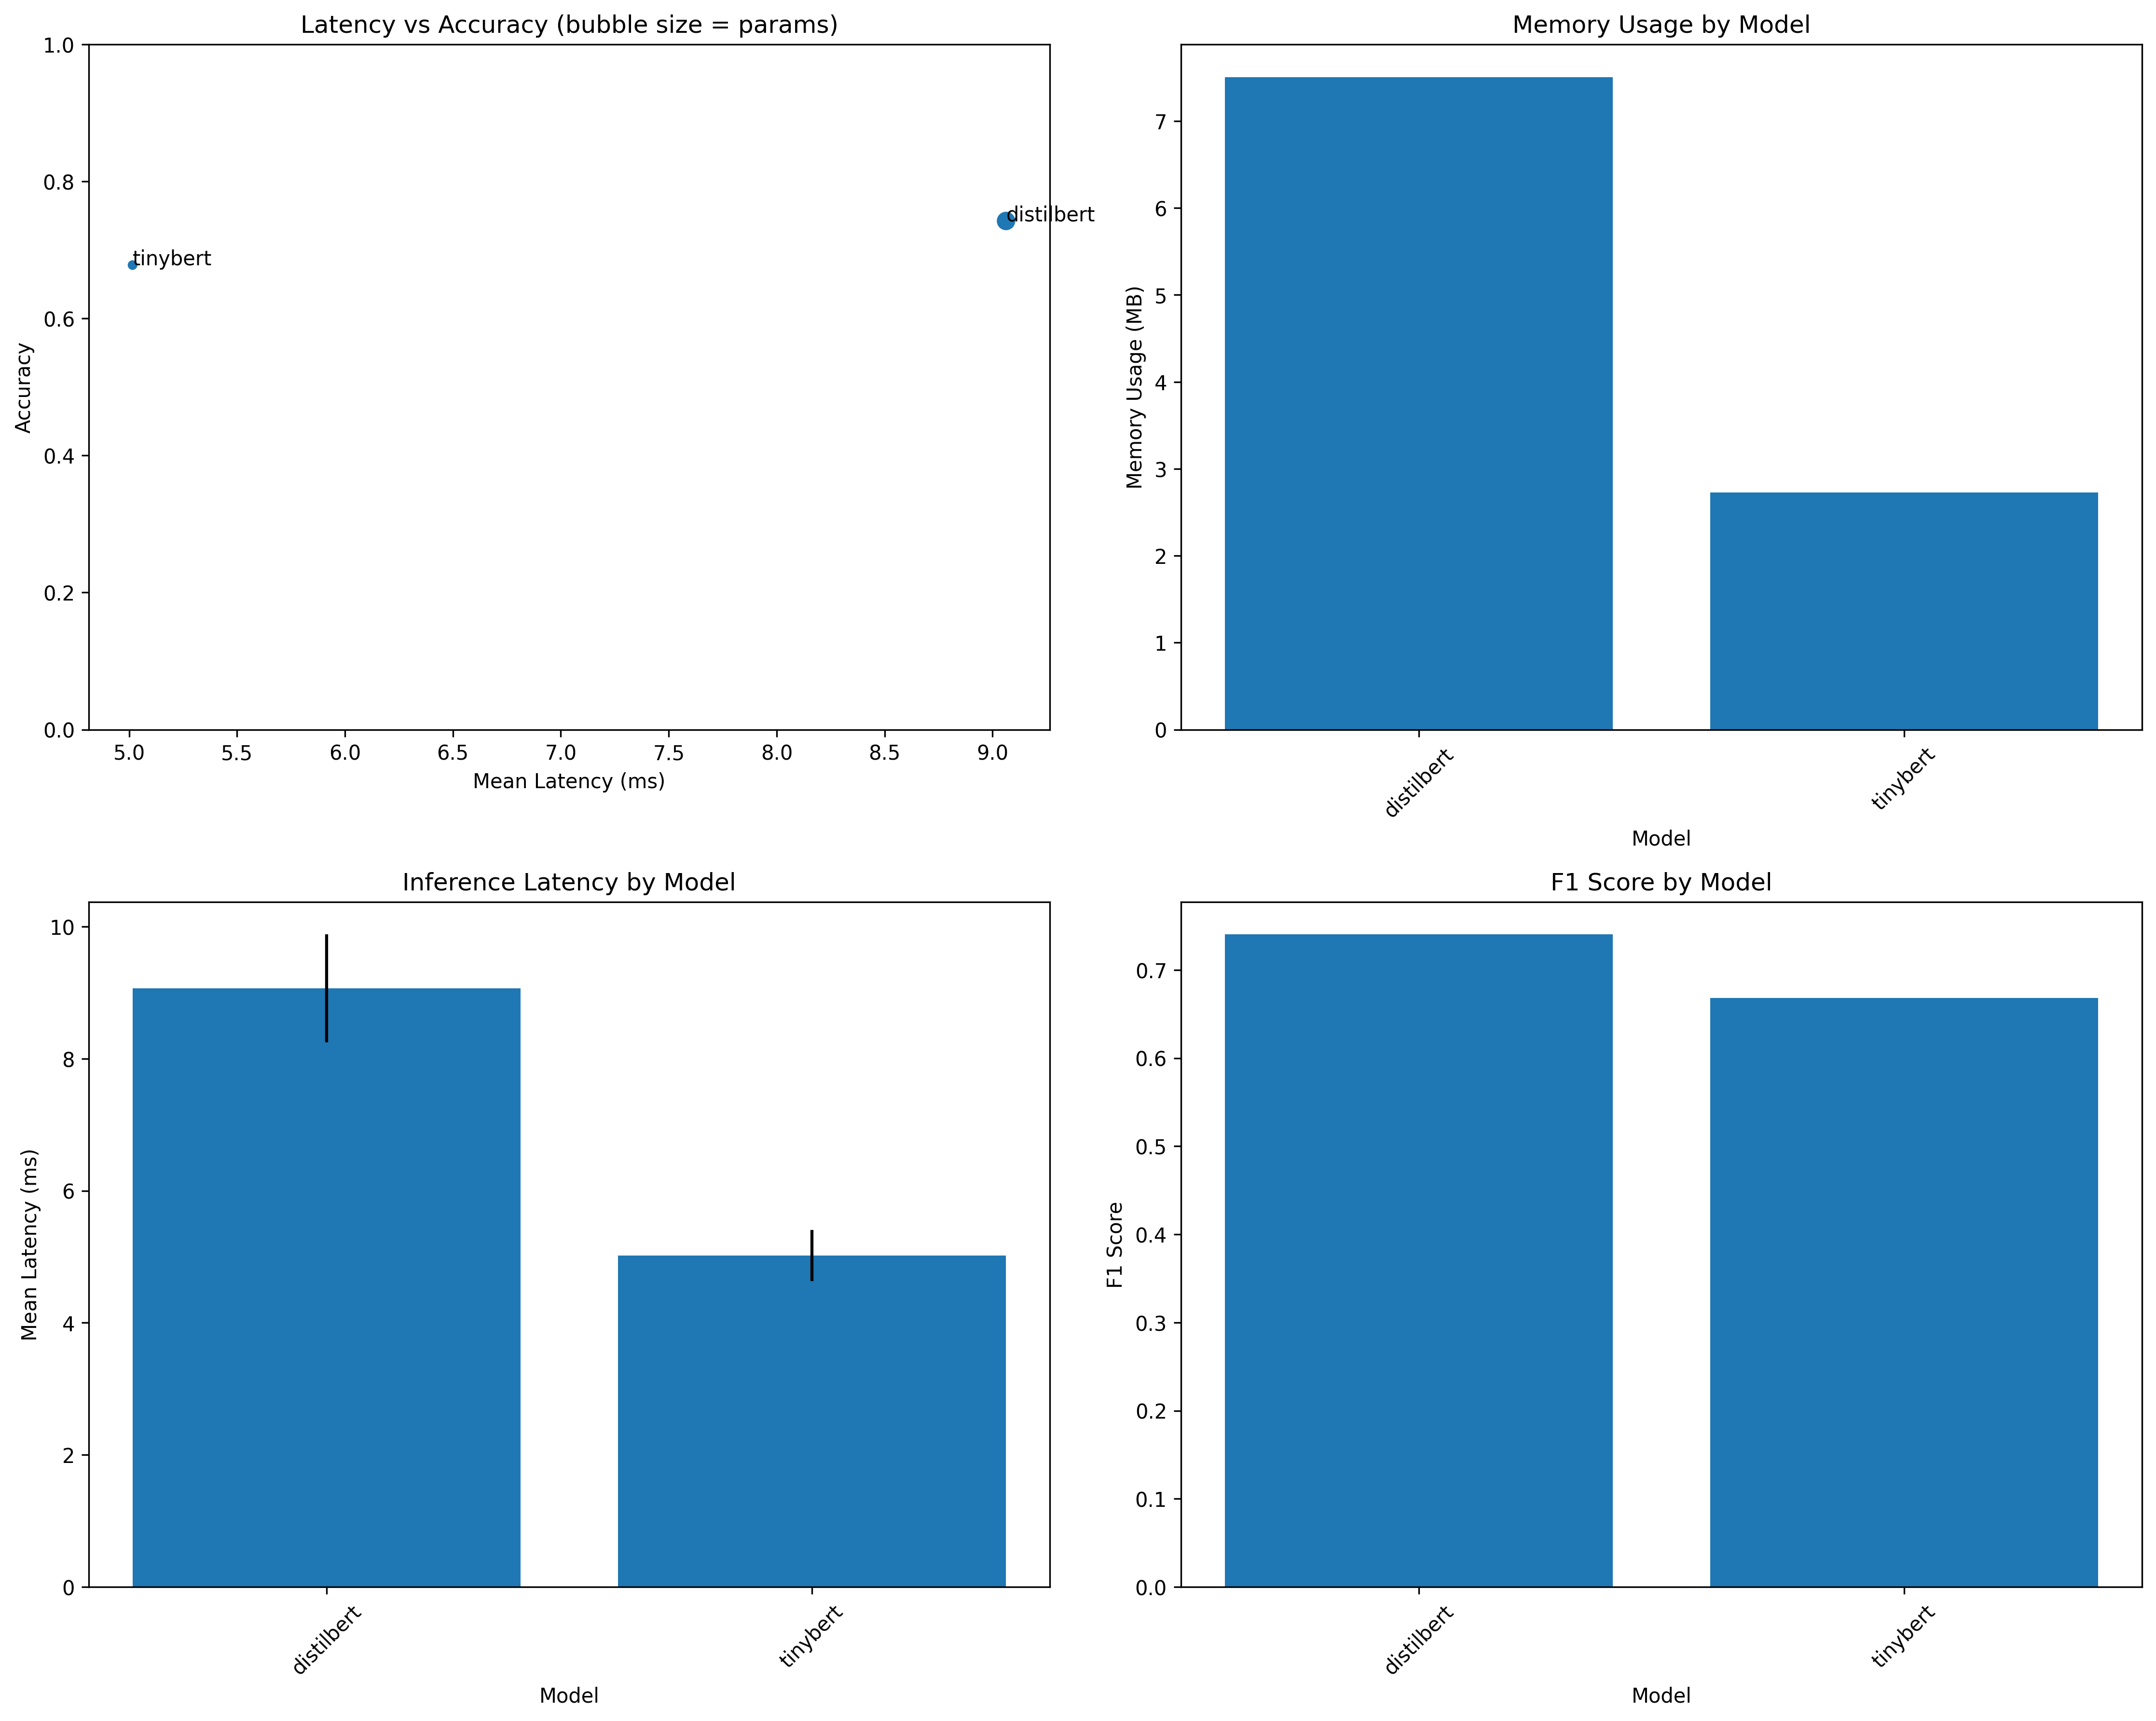 Latency vs Accuracy (bubble size = params)
1.0
0.8
0.6
0.4
0.2
0.0
Accuracy
distilbert
tinybert
5.0 5.5 6.0 6.5 7.0 7.5 8.0 8.5 9.0
Mean Latency (ms)
Memory Usage by Model
7
6
5
4
3
2
1
0
Memory Usage (MB)
distilbert tinybert
Model
Inference Latency by Model
10
8
6
4
2
0
Mean Latency (ms)
distilbert tinybert
Model
F1 Score by Model
0.7
0.6
0.5
0.4
0.3
0.2
0.1
0.0
F1 Score
distilbert tinybert
Model